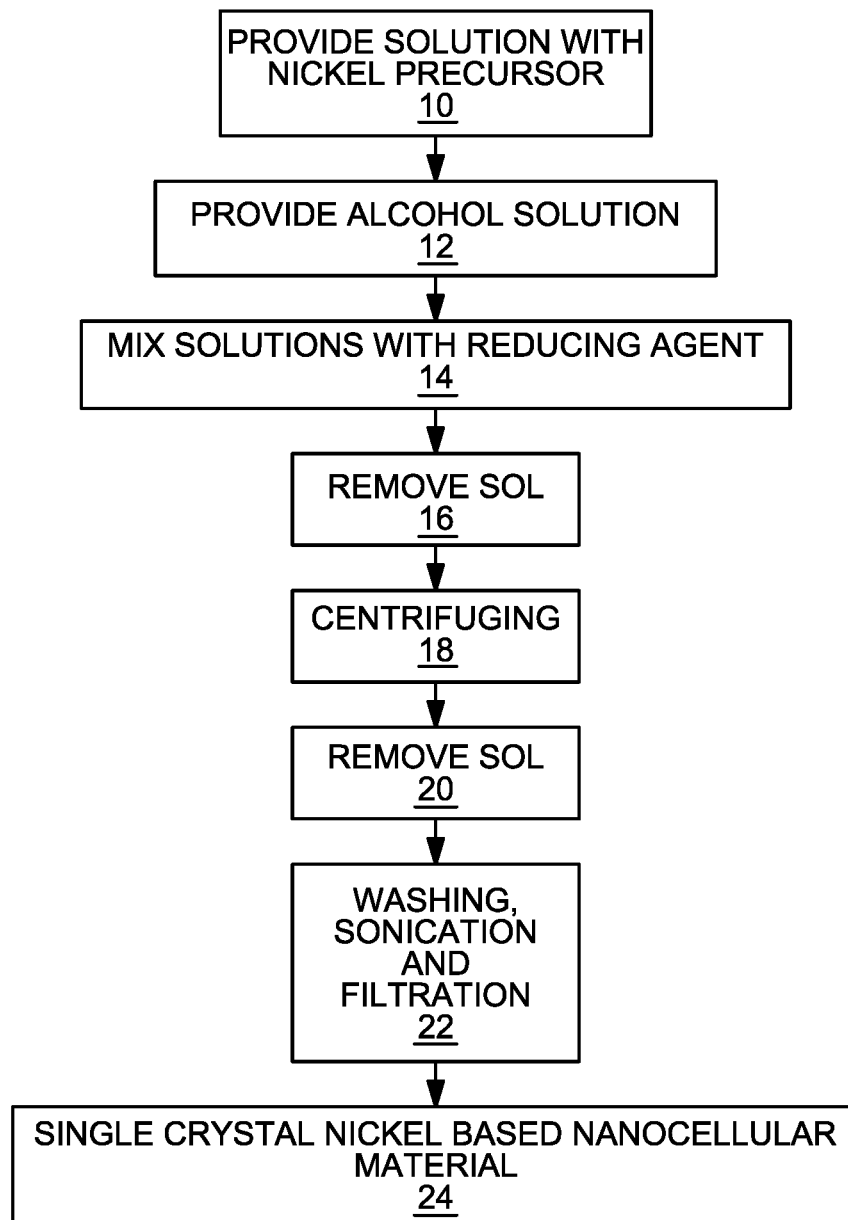 PROVIDE SOLUTION WITH
NICKEL PRECURSOR
10
PROVIDE ALCOHOL SOLUTION
12
MIX SOLUTIONS WITH REDUCING AGENT
14
REMOVE SOL
16
CENTRIFUGING
18
REMOVE SOL
20
WASHING,
SONICATION
AND
FILTRATION
22
SINGLE CRYSTAL NICKEL BASED NANOCELLULAR
MATERIAL
24